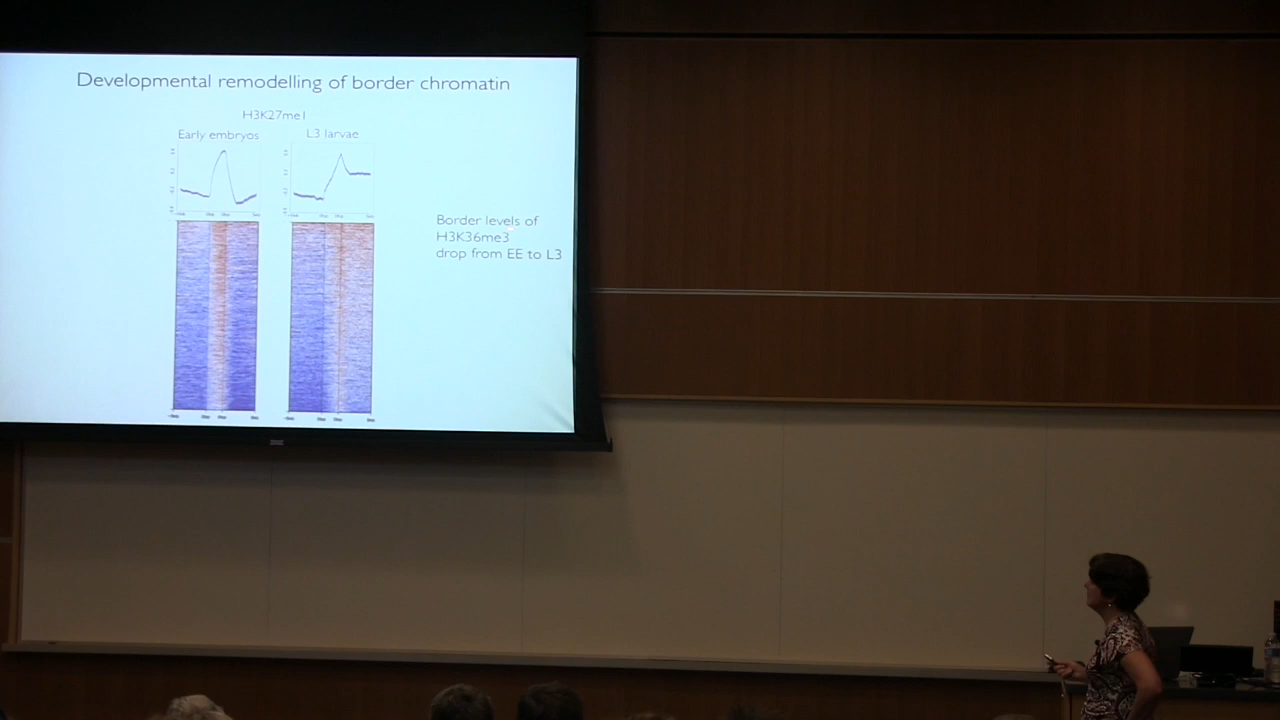 Developmental remodelling of border chromatin
H3K27me1
Early embryos
L3 larvae
Border levels of
H3K36me3
drop from EE to L3